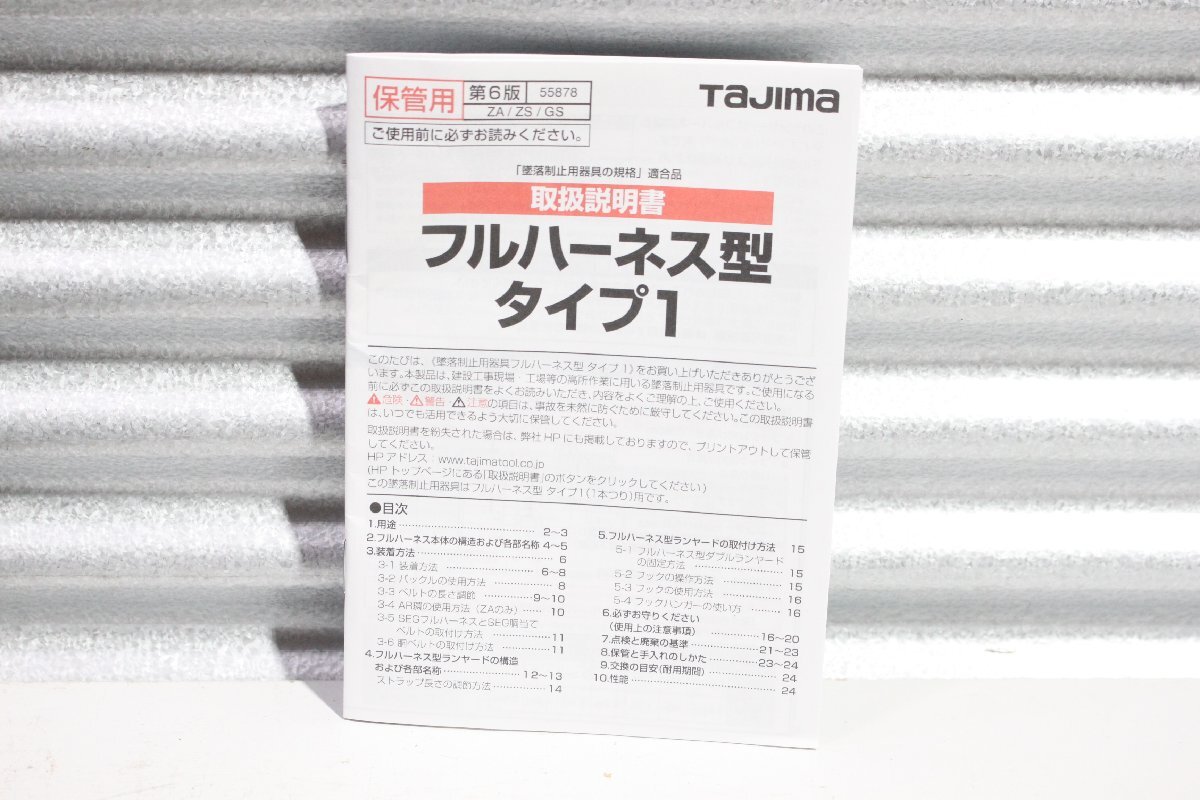 保管用 第6版 55878
ZA/ZS/GS
ご使用前に必ずお読みください。
TaJIma
「墜落制止用器具の規格」適合品
取扱説明書
フルハーネス型
タイプ1
このたびは、《墜落制止用器具フルハーネス型 タイプ1》をお買い上げいただきありがとうござ
います。本製品は、建設工事現場・工場等の高所作業に用いる墜落制止用器具です。ご使用になる
前に必ずこの取扱説明書をよくお読みいただき、内容をよくご理解の上、ご使用ください。
⚠危険・⚠警告・⚠注意の項目は、事故を未然に防ぐために厳守してください。この取扱説明書
は、いつでも活用できるよう大切に保管してください。
取扱説明書を紛失された場合は、弊社HPにも掲載しておりますので、プリントアウトして保管
してください。
HPアドレス：www.tajimatool.co.jp
(HPトップページにある「取扱説明書」のボタンをクリックしてください)
この墜落制止用器具はフルハーネス型 タイプ1(1本つり)用です。
●目次
1.用途 2～3
2.フルハーネス本体の構造および各部名称 4～5
3.装着方法 6
3-1 装着方法 6～8
3-2 バックルの使用方法 8
3-3 ベルトの長さ調節 9～10
3-4 AR環の使用方法(ZAのみ) 10
3-5 SEGフルハーネスとSEG胴当て
ベルトの取付け方法 11
3-6 胴ベルトの取付け方法 11
4.フルハーネス型ランヤードの構造
および各部名称 12～13
ストラップ長さの調節方法 14
5.フルハーネス型ランヤードの取付け方法 15
5-1 フルハーネス型ダブルランヤード
の固定方法 15
5-2 フックの操作方法 15
5-3 フックの使用方法 16
5-4 フックハンガーの使い方 16
6.必ずお守りください
(使用上の注意事項) 16～20
7.点検と廃棄の基準 21～23
8.保管と手入れのしかた 23～24
9.交換の目安(耐用期間) 24
10.性能 24